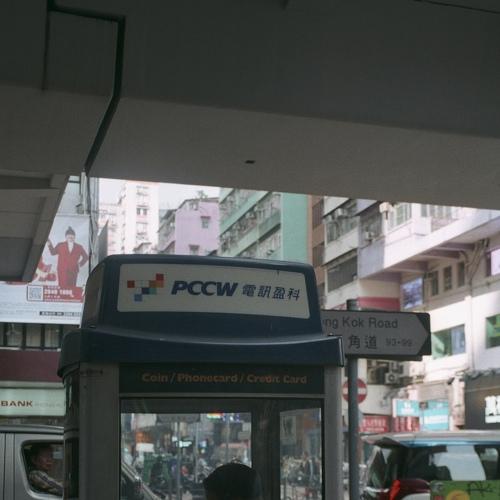 PCCW 電訊盈科
ng Kok Road
角道 93-99
Coin / Phonecard / Credit Card
BANK